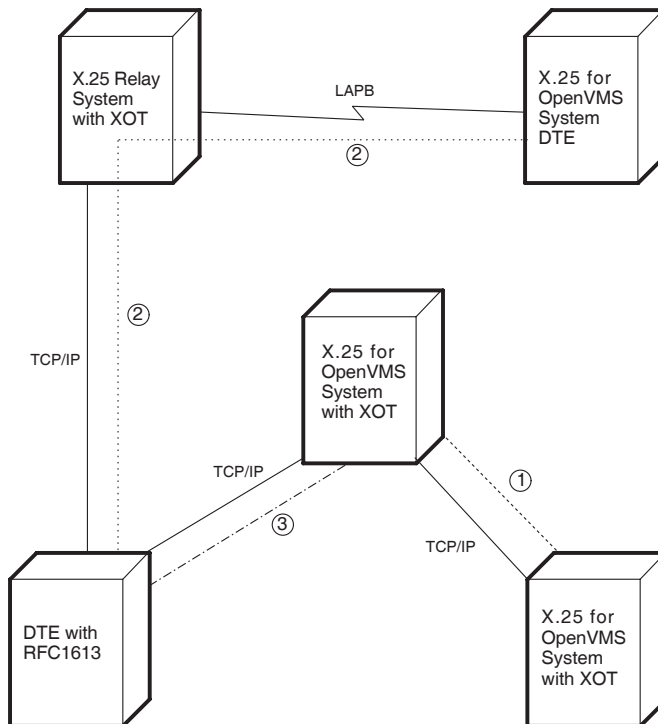 X.25 Relay
System
with XOT
LAPB
X.25 for
OpenVMS
System
DTE
2
2
TCP/IP
X.25 for
OpenVMS
System
with XOT
TCP/IP
3
1
TCP/IP
DTE with
RFC1613
X.25 for
OpenVMS
System
with XOT